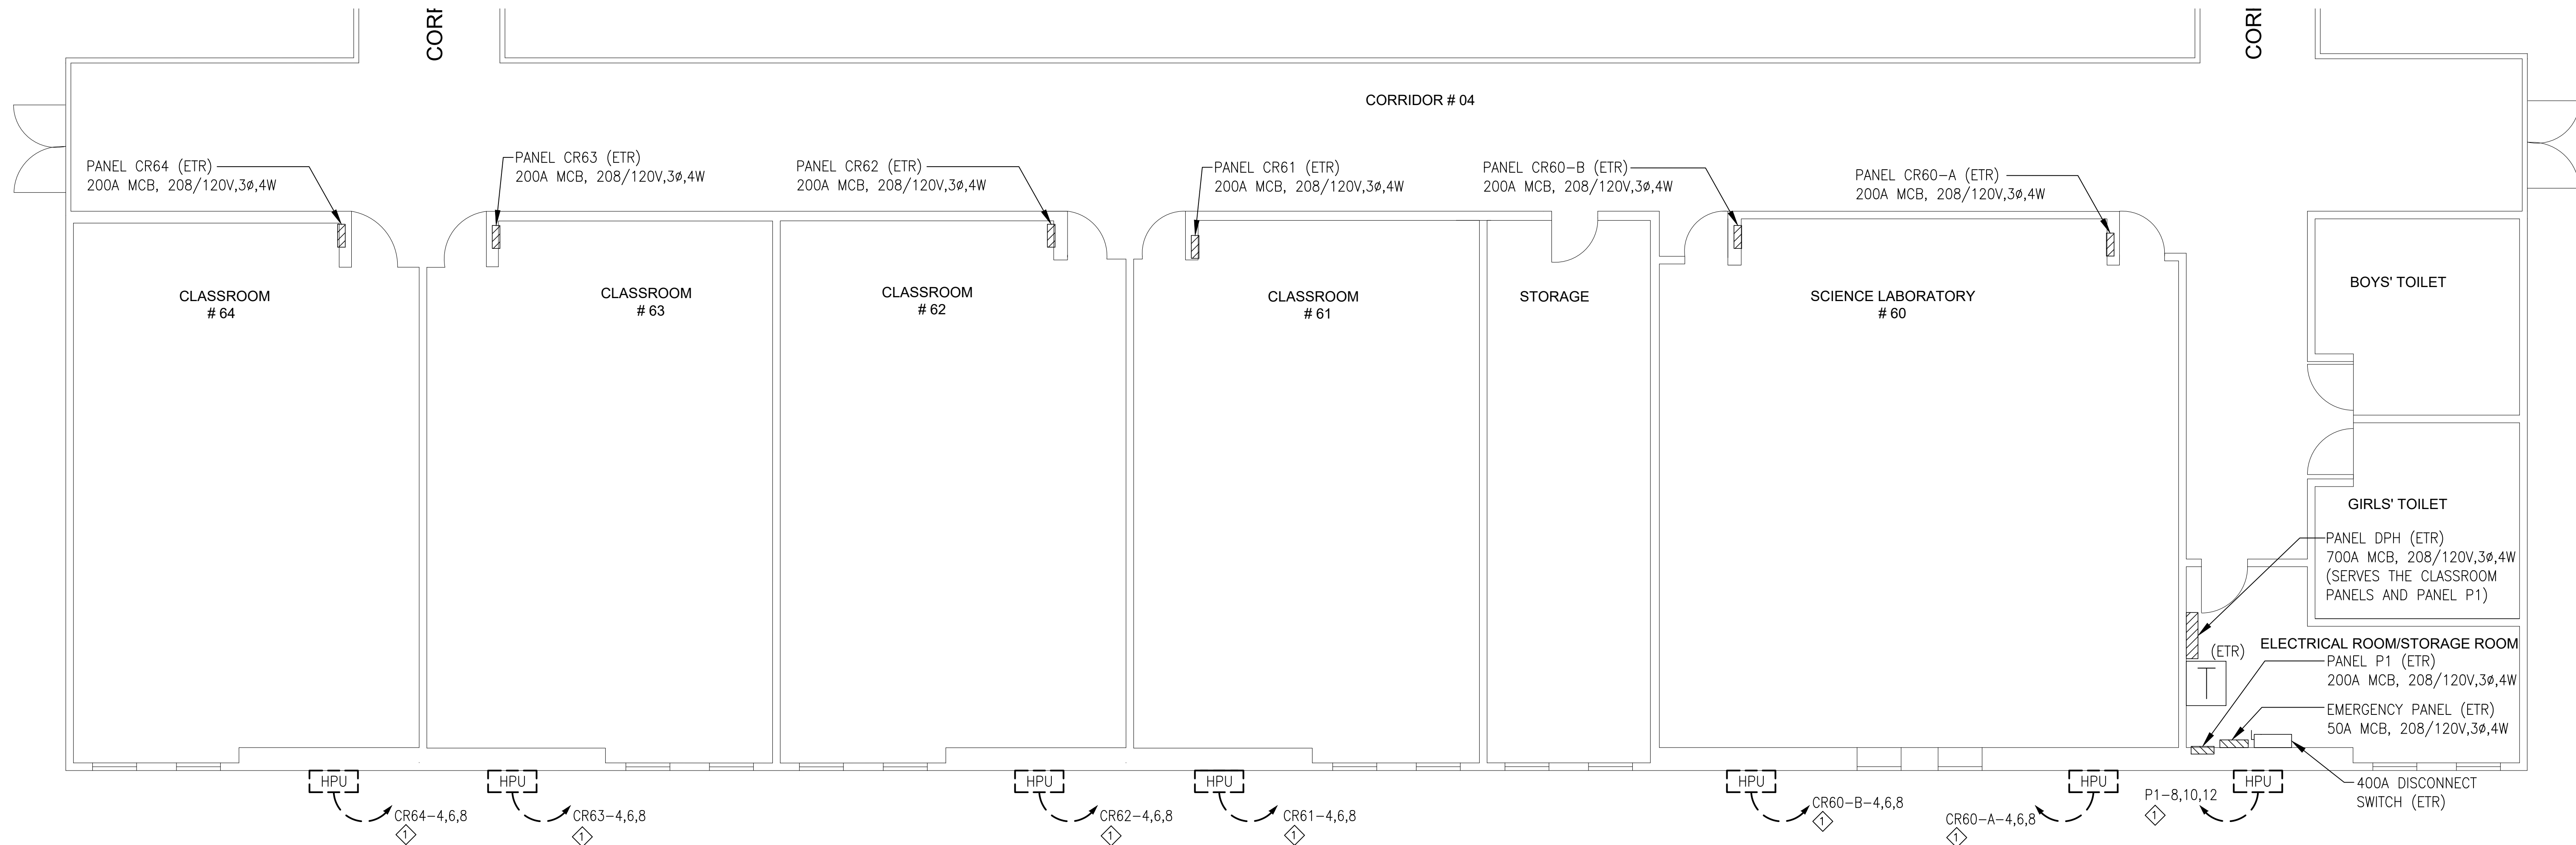 CORI
CORI
CORRIDOR # 04
PANEL CR64 (ETR)
200A MCB, 208/120V,3ø,4W
PANEL CR63 (ETR)
200A MCB, 208/120V,3ø,4W
PANEL CR62 (ETR)
200A MCB, 208/120V,3ø,4W
PANEL CR61 (ETR)
200A MCB, 208/120V,3ø,4W
PANEL CR60-B (ETR)
200A MCB, 208/120V,3ø,4W
PANEL CR60-A (ETR)
200A MCB, 208/120V,3ø,4W
CLASSROOM
# 64
CLASSROOM
# 63
CLASSROOM
# 62
CLASSROOM
# 61
STORAGE
SCIENCE LABORATORY
# 60
BOYS' TOILET
GIRLS' TOILET
PANEL DPH (ETR)
700A MCB, 208/120V,3ø,4W
(SERVES THE CLASSROOM
PANELS AND PANEL P1)
ELECTRICAL ROOM/STORAGE ROOM
(ETR)
T
PANEL P1 (ETR)
200A MCB, 208/120V,3ø,4W
EMERGENCY PANEL (ETR)
50A MCB, 208/120V,3ø,4W
400A DISCONNECT
SWITCH (ETR)
HPU
CR64-4,6,8
1
HPU
CR63-4,6,8
1
HPU
CR62-4,6,8
1
HPU
CR61-4,6,8
1
HPU
CR60-B-4,6,8
1
HPU
CR60-A-4,6,8
1
HPU
P1-8,10,12
1